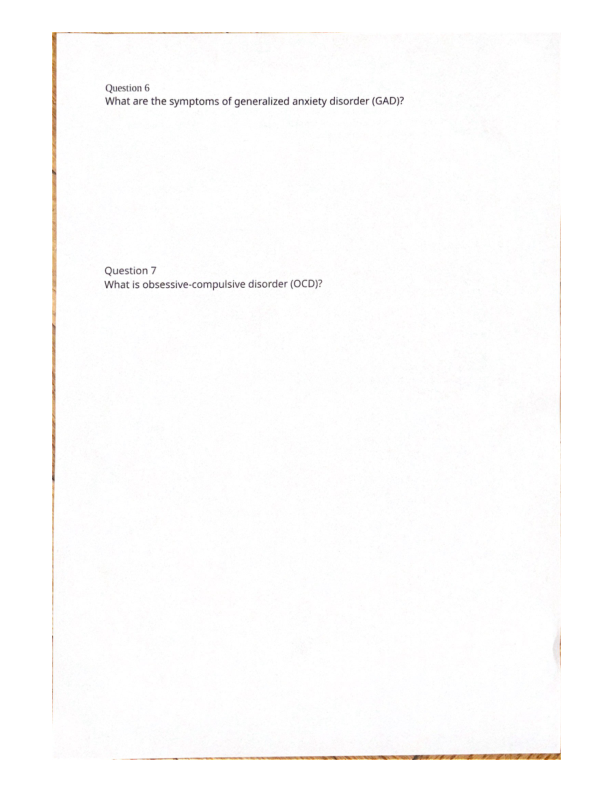 Question 6
What are the symptoms of generalized anxiety disorder (GAD)?
Question 7
What is obsessive-compulsive disorder (OCD)?